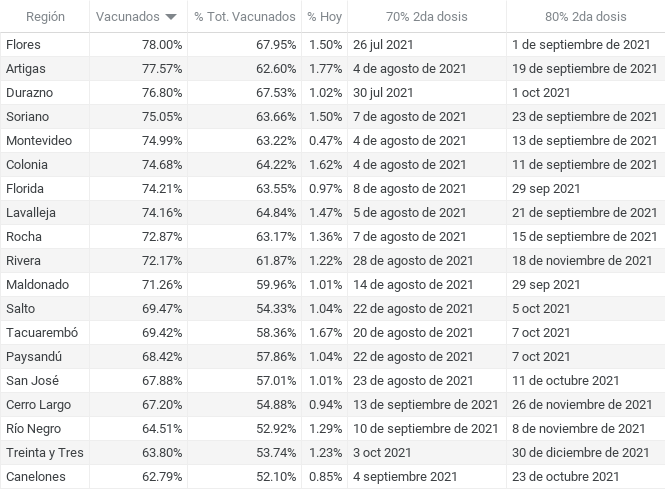 Región Vacunados % Tot. Vacunados % Hoy 70% 2da dosis 80% 2da dosis
Flores 78.00% 67.95% 1.50% 26 jul 2021 1 de septiembre de 2021
Artigas 77.57% 62.60% 1.77% 4 de agosto de 2021 19 de septiembre de 2021
Durazno 76.80% 67.53% 1.02% 30 jul 2021 1 oct 2021
Soriano 75.05% 63.66% 1.50% 7 de agosto de 2021 23 de septiembre de 2021
Montevideo 74.99% 63.22% 0.47% 4 de agosto de 2021 13 de septiembre de 2021
Colonia 74.68% 64.22% 1.62% 4 de agosto de 2021 11 de septiembre de 2021
Florida 74.21% 63.55% 0.97% 8 de agosto de 2021 29 sep 2021
Lavalleja 74.16% 64.84% 1.47% 5 de agosto de 2021 21 de septiembre de 2021
Rocha 72.87% 63.17% 1.36% 7 de agosto de 2021 15 de septiembre de 2021
Rivera 72.17% 61.87% 1.22% 28 de agosto de 2021 18 de noviembre de 2021
Maldonado 71.26% 59.96% 1.01% 14 de agosto de 2021 29 sep 2021
Salto 69.47% 54.33% 1.04% 22 de agosto de 2021 5 oct 2021
Tacuarembó 69.42% 58.36% 1.67% 20 de agosto de 2021 7 oct 2021
Paysandú 68.42% 57.86% 1.04% 22 de agosto de 2021 7 oct 2021
San José 67.88% 57.01% 1.01% 23 de agosto de 2021 11 de octubre 2021
Cerro Largo 67.20% 54.88% 0.94% 13 de septiembre de 2021 26 de noviembre de 2021
Río Negro 64.51% 52.92% 1.29% 10 de septiembre de 2021 8 de noviembre de 2021
Treinta y Tres 63.80% 53.74% 1.23% 3 oct 2021 30 de diciembre de 2021
Canelones 62.79% 52.10% 0.85% 4 septiembre de 2021 23 de octubre de 2021